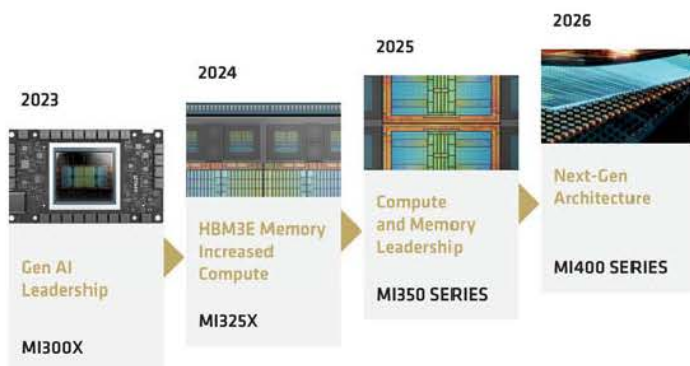 2023
Gen AI
Leadership
MI300X
2024
HBM3E Memory
Increased
Compute
MI325X
2025
Compute
and Memory
Leadership
MI350 SERIES
2026
Next-Gen
Architecture
MI400 SERIES